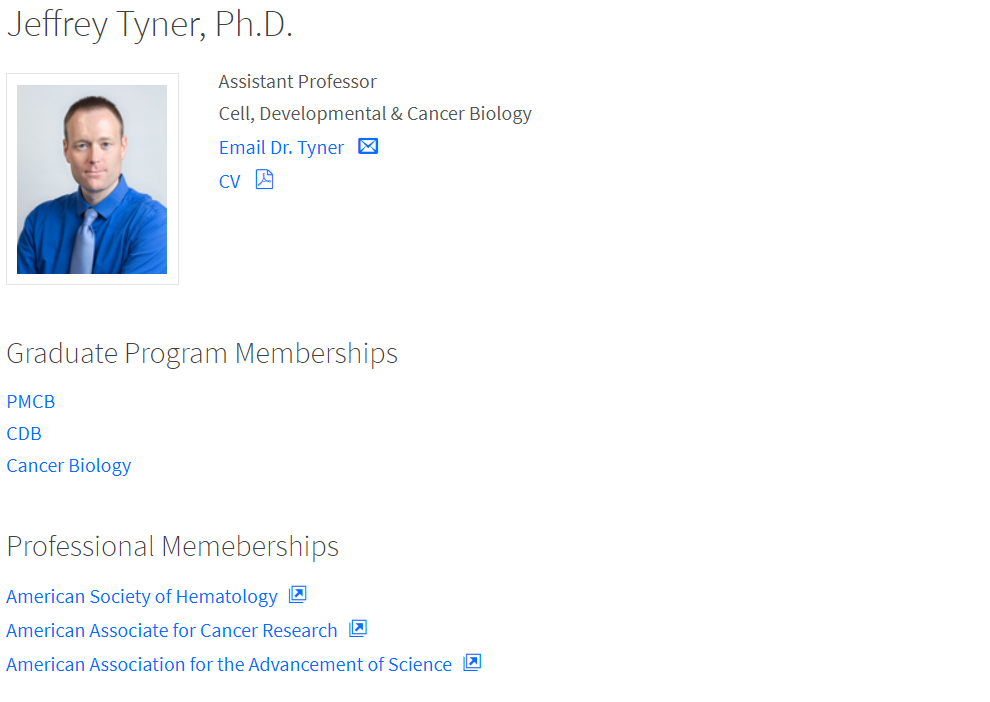 Jeffrey Tyner, Ph.D.
Assistant Professor
Cell, Developmental & Cancer Biology
Email Dr. Tyner
CV
Graduate Program Memberships
PMCB
CDB
Cancer Biology
Professional Memeberships
American Society of Hematology
American Associate for Cancer Research
American Association for the Advancement of Science